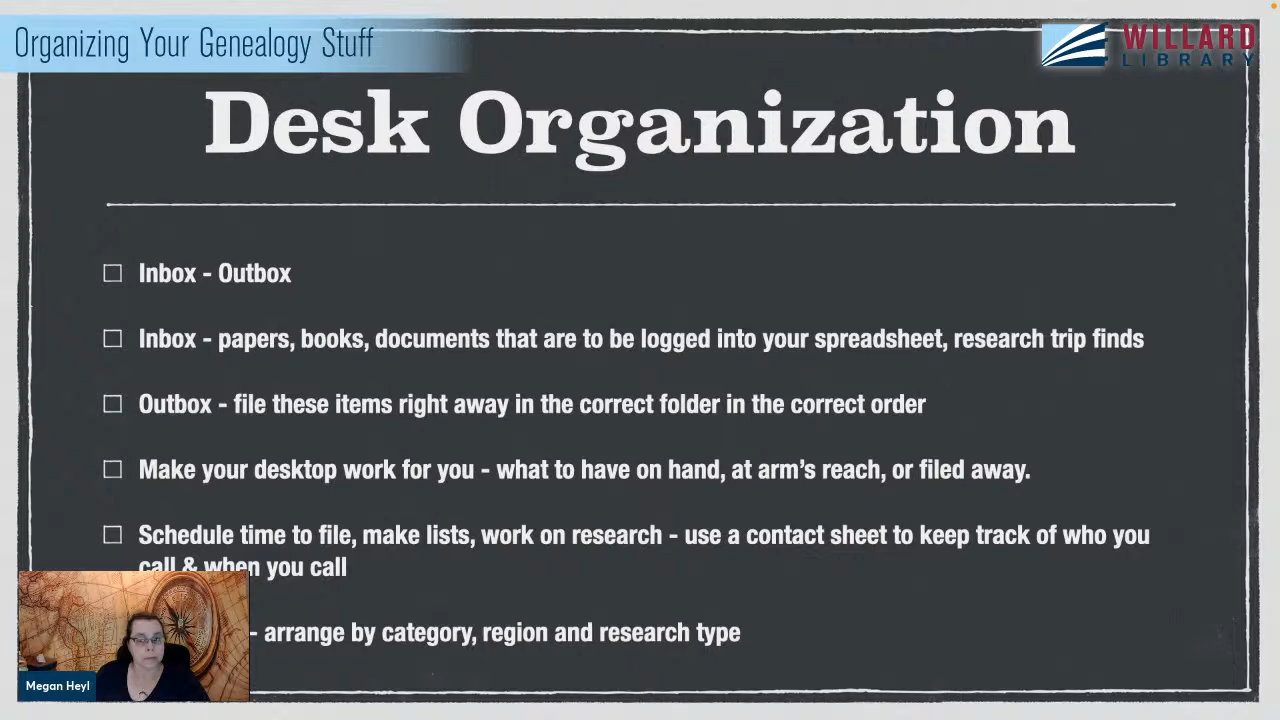 Organizing Your Genealogy Stuff
WILLARD
LIBRARY
Desk Organization
Inbox - Outbox
Inbox - papers, books, documents that are to be logged into your spreadsheet, research trip finds
Outbox - file these items right away in the correct folder in the correct order
Make your desktop work for you - what to have on hand, at arm’s reach, or filed away.
Schedule time to file, make lists, work on research - use a contact sheet to keep track of who you
call & when you call
- arrange by category, region and research type
Megan Heyl